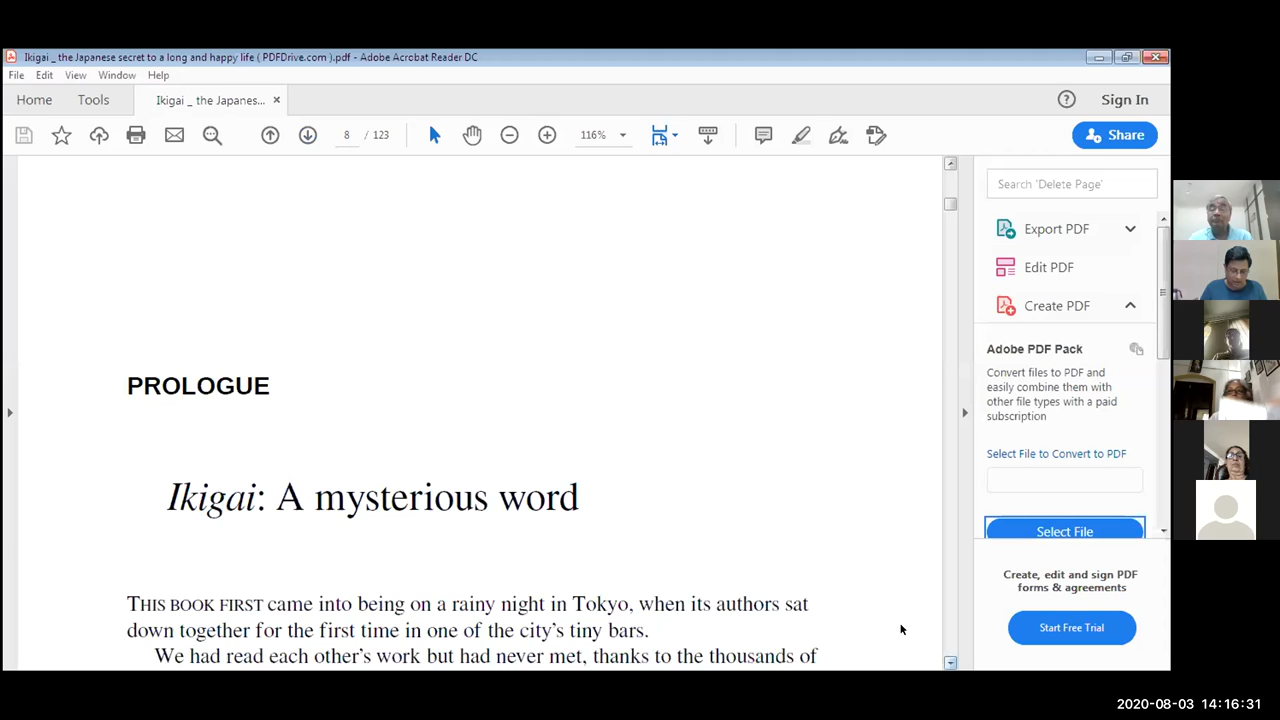 Ikigai _ the Japanese secret to a long and happy life ( PDFDrive.com ).pdf - Adobe Acrobat Reader DC
File Edit View Window Help
Home Tools Ikigai _ the Japanes... × Sign In
8 / 123 116% Share
Search 'Delete Page'
Export PDF
Edit PDF
Create PDF
Adobe PDF Pack
Convert files to PDF and
easily combine them with
other file types with a paid
subscription
Select File to Convert to PDF
Select File
Create, edit and sign PDF
forms & agreements
Start Free Trial
PROLOGUE
Ikigai: A mysterious word
THIS BOOK FIRST came into being on a rainy night in Tokyo, when its authors sat
down together for the first time in one of the city's tiny bars.
We had read each other's work but had never met, thanks to the thousands of
2020-08-03 14:16:31